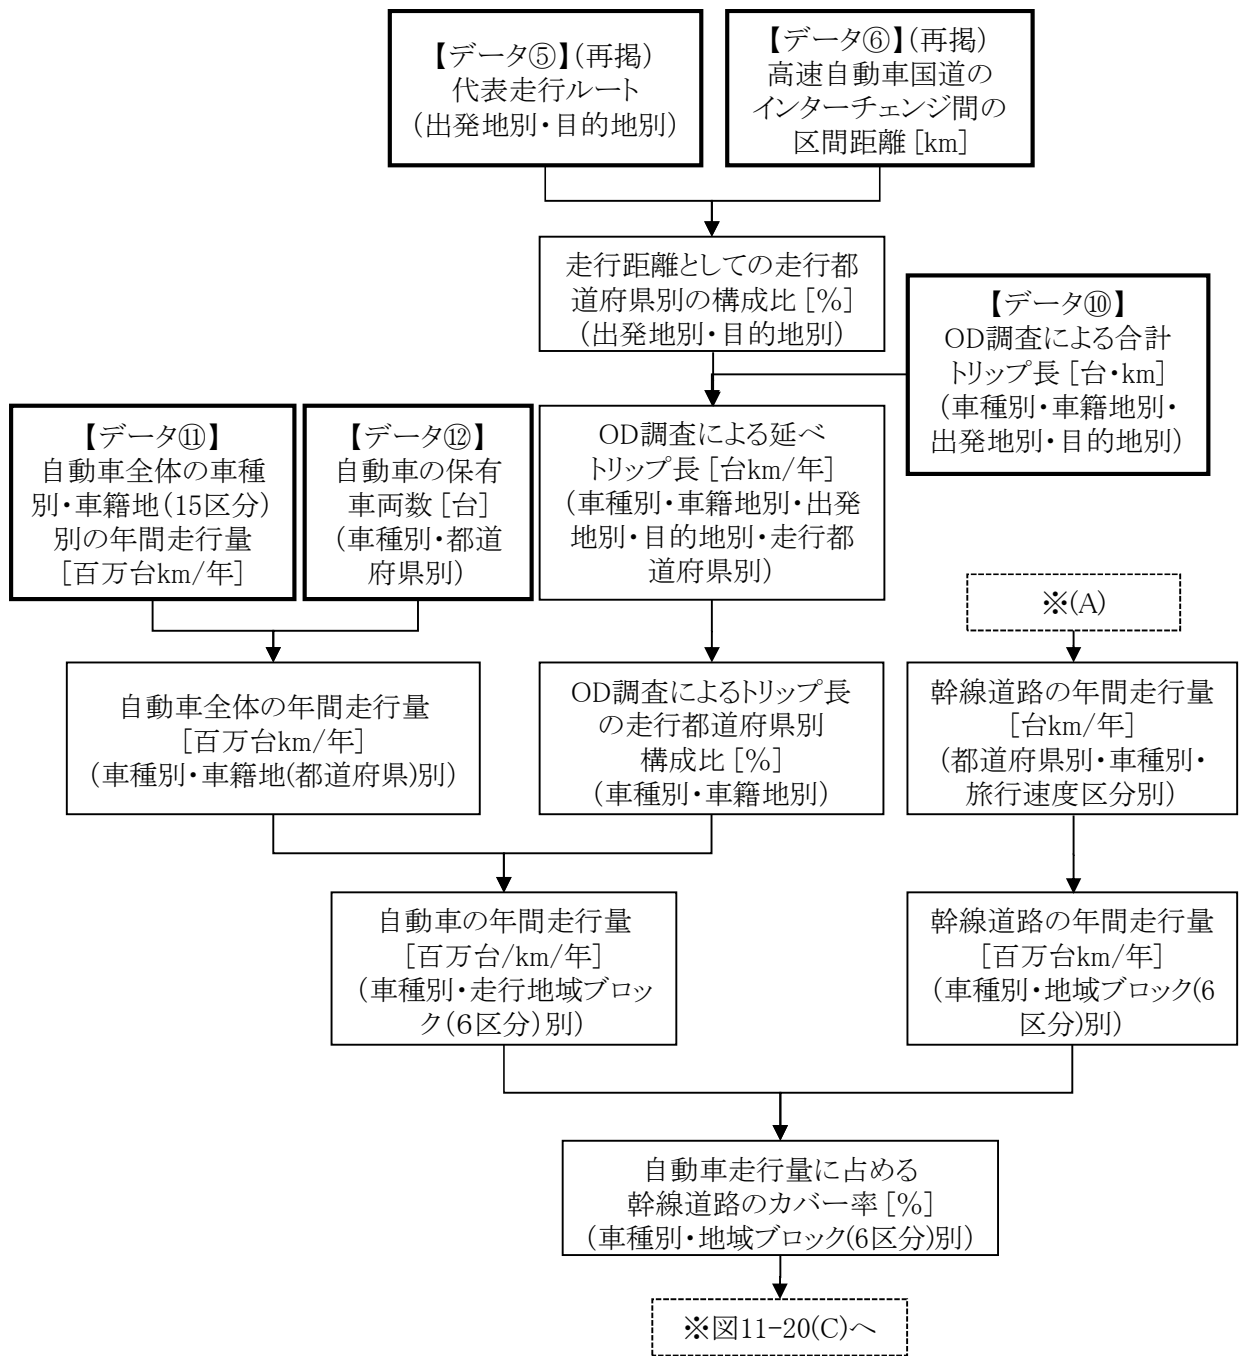 【データ⑤】(再掲)
代表走行ルート
(出発地別・目的地別)
【データ⑥】(再掲)
高速自動車国道の
インターチェンジ間の
区間距離[km]
走行距離としての走行都
道府県別の構成比[%]
(出発地別・目的地別)
【データ⑩】
OD調査による合計
トリップ長[台・km]
(車種別・車籍地別・
出発地別・目的地別)
【データ⑪】
自動車全体の車種
別・車籍地(15区分)
別の年間走行量
[百万台km/年]
【データ⑫】
自動車の保有
車両数[台]
(車種別・都道
府県別)
OD調査による延べ
トリップ長[台km/年]
(車種別・車籍地別・出発
地別・目的地別・走行都
道府県別)
※(A)
自動車全体の年間走行量
[百万台km/年]
(車種別・車籍地(都道府県)別)
OD調査によるトリップ長
の走行都道府県別
構成比[%]
(車種別・車籍地別)
幹線道路の年間走行量
[台km/年]
(都道府県別・車種別・
旅行速度区分別)
自動車の年間走行量
[百万台/km/年]
(車種別・走行地域ブロッ
ク(6区分)別)
幹線道路の年間走行量
[百万台km/年]
(車種別・地域ブロック(6
区分)別)
自動車走行量に占める
幹線道路のカバー率[%]
(車種別・地域ブロック(6区分)別)
※図11-20(C)へ